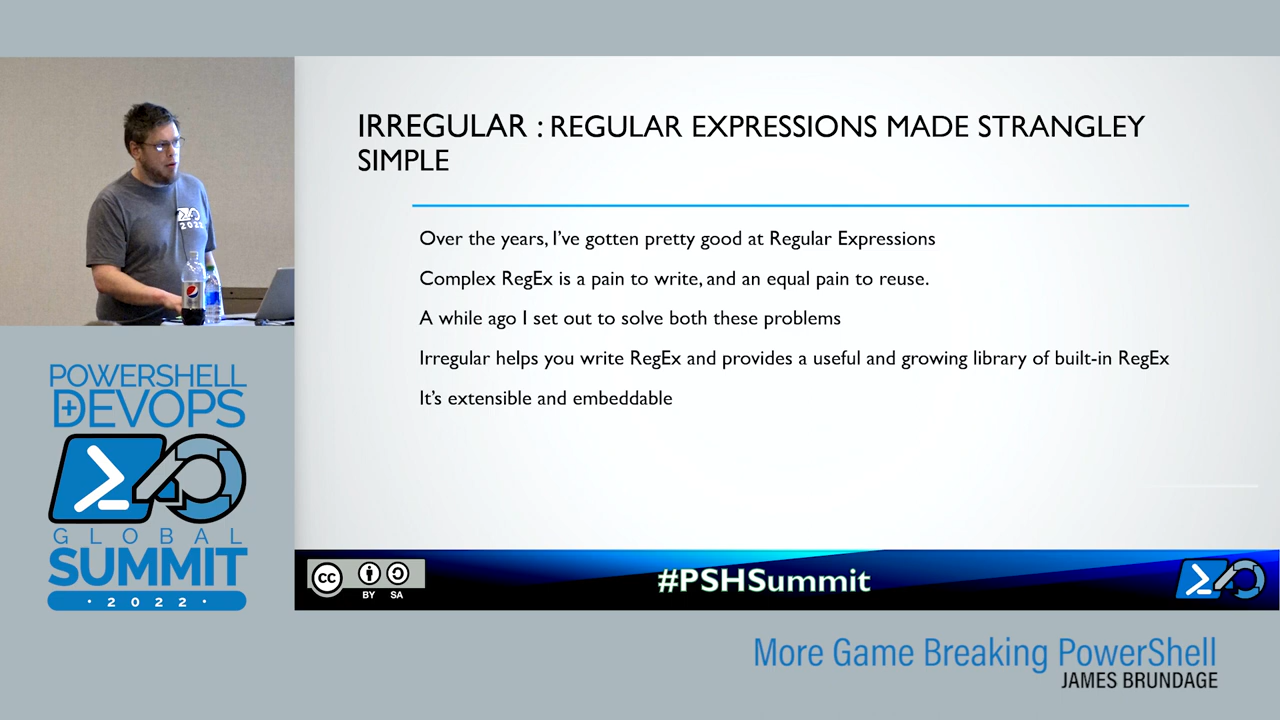 IRREGULAR : REGULAR EXPRESSIONS MADE STRANGLEY
SIMPLE
Over the years, I've gotten pretty good at Regular Expressions
Complex RegEx is a pain to write, and an equal pain to reuse.
A while ago I set out to solve both these problems
Irregular helps you write RegEx and provides a useful and growing library of built-in RegEx
It's extensible and embeddable
2022
POWERSHELL
+DEVOPS
GLOBAL
SUMMIT
· 2022 ·
CC
BY SA
#PSHSummit
More Game Breaking PowerShell
JAMES BRUNDAGE